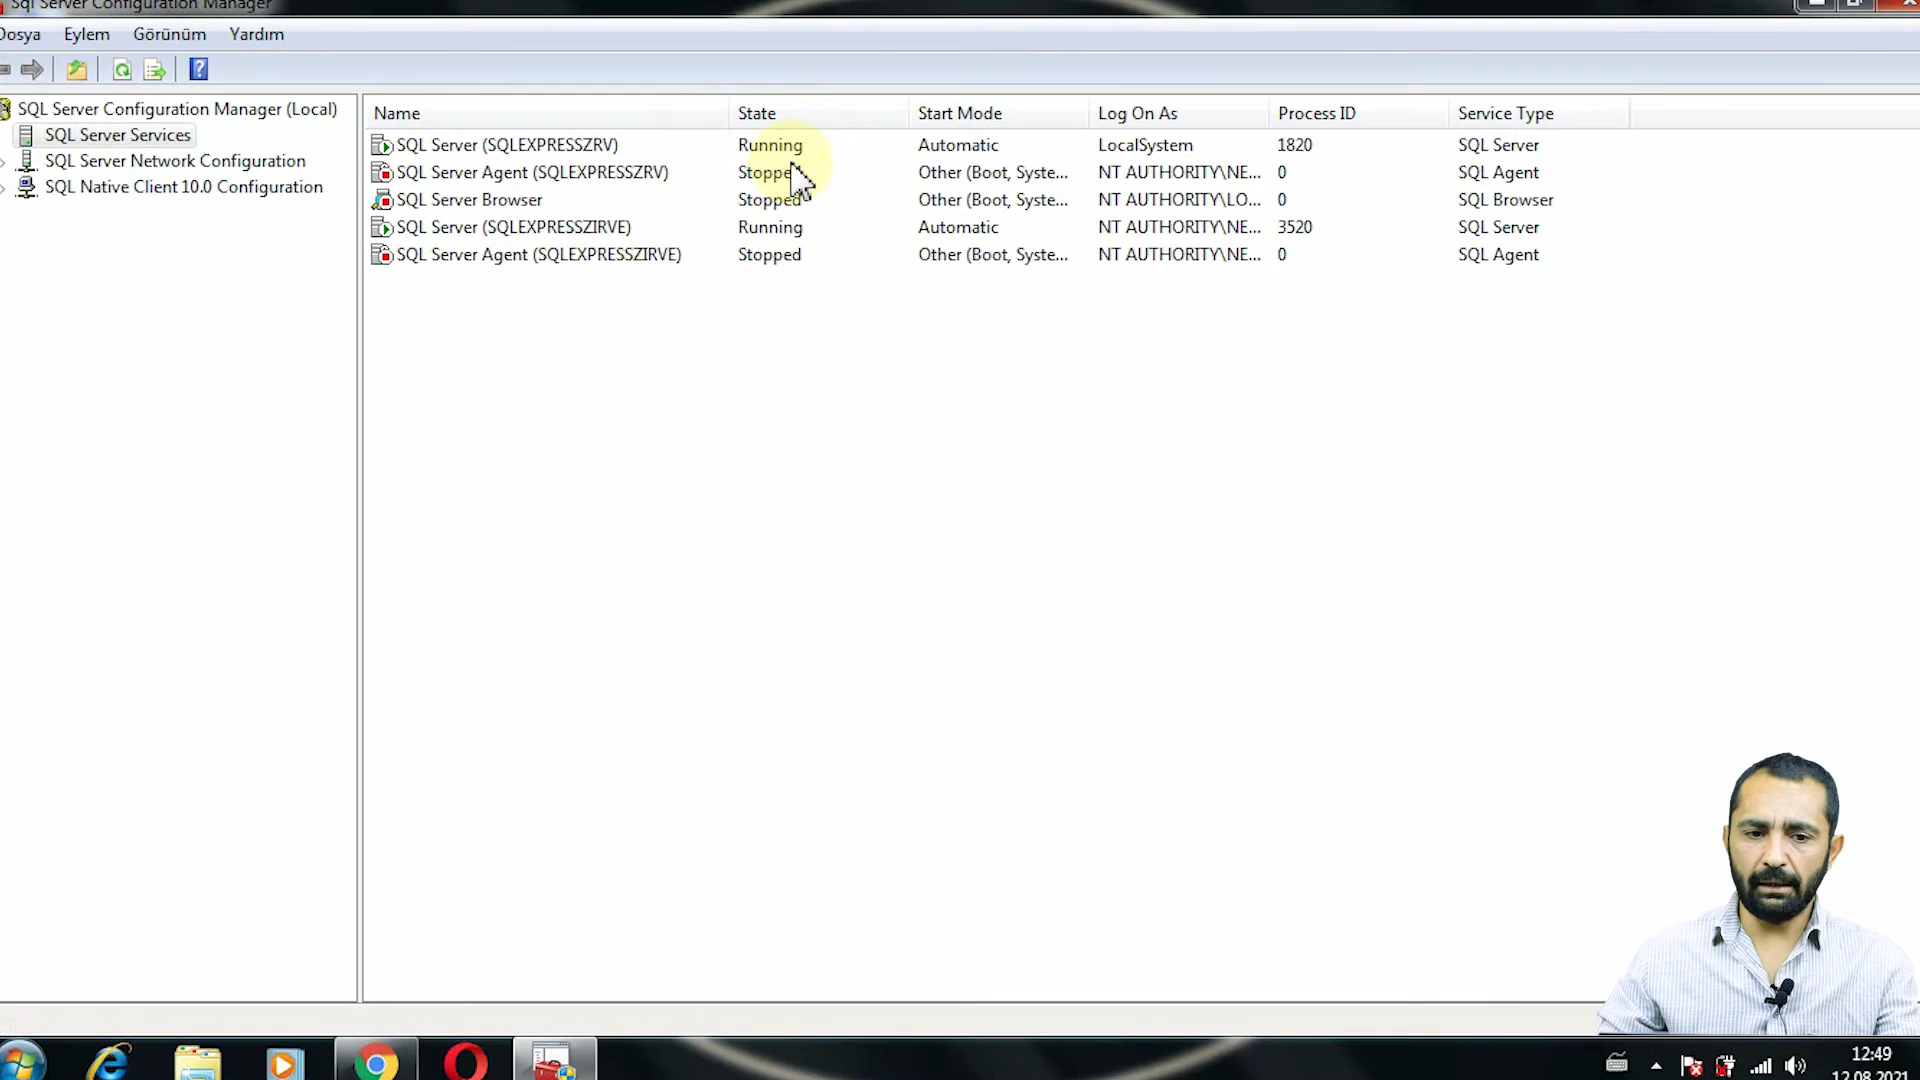 Sql Server Configuration Manager
Dosya Eylem Görünüm Yardım
SQL Server Configuration Manager (Local)
SQL Server Services
SQL Server Network Configuration
SQL Native Client 10.0 Configuration
Name State Start Mode Log On As Process ID Service Type
SQL Server (SQLEXPRESSZRV) Running Automatic LocalSystem 1820 SQL Server
SQL Server Agent (SQLEXPRESSZRV) Stopped Other (Boot, Syste... NT AUTHORITY\NE... 0 SQL Agent
SQL Server Browser Stopped Other (Boot, Syste... NT AUTHORITY\LO... 0 SQL Browser
SQL Server (SQLEXPRESSZIRVE) Running Automatic NT AUTHORITY\NE... 3520 SQL Server
SQL Server Agent (SQLEXPRESSZIRVE) Stopped Other (Boot, Syste... NT AUTHORITY\NE... 0 SQL Agent
12:49
12.08.2021